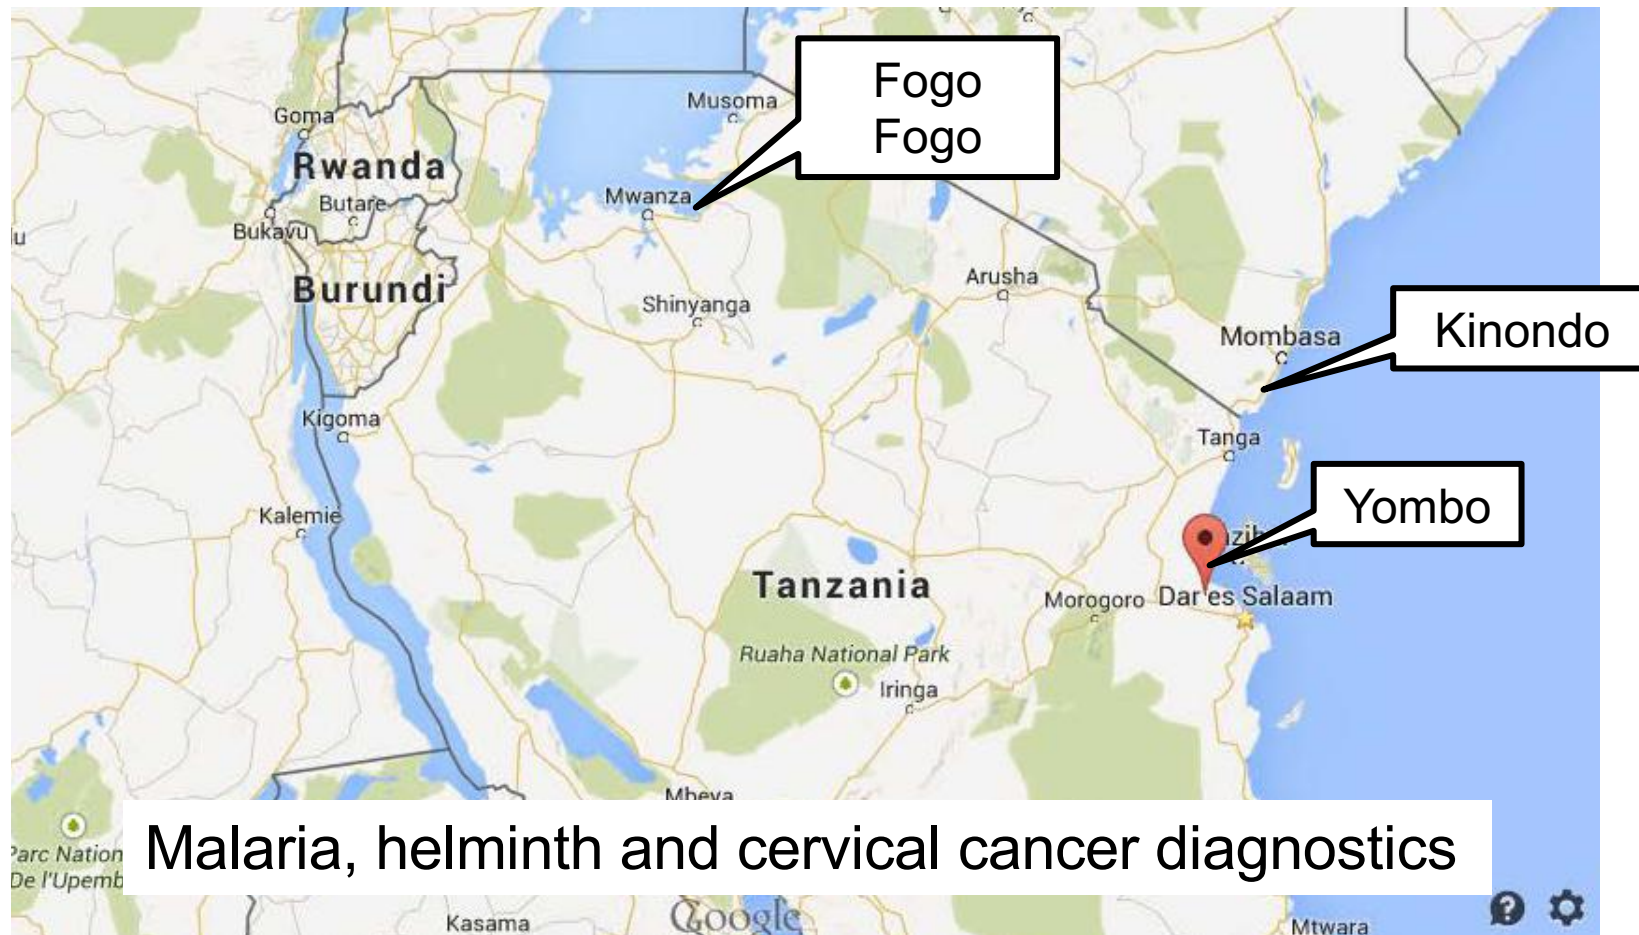 Fogo
Fogo
Musoma
Goma
Rwanda
Butare
Mwanza
Bukavu
Burundi
Arusha
Shinyanga
Kinondo
Mombasa
Kigoma
Tanga
Yombo
Kalemie
Tanzania
Morogoro
Dar es Salaam
Ruaha National Park
Iringa
Mbeya
Malaria, helminth and cervical cancer diagnostics
Parc Nation
De l'Upemb
Kasama
Google
Mtwara